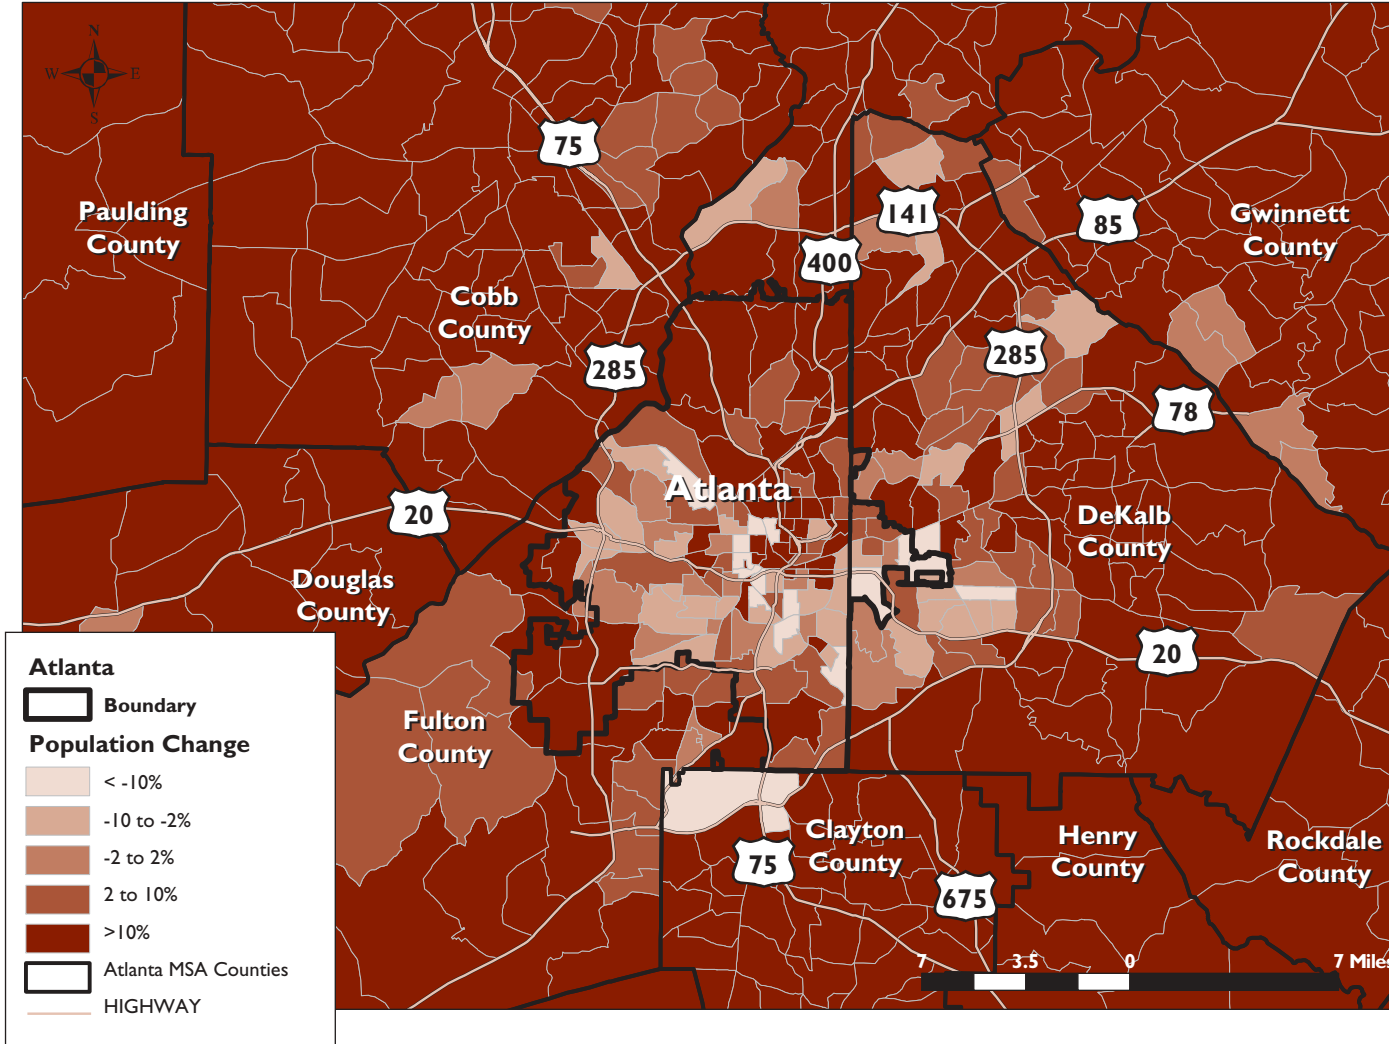 N
W E
S
75
141
85
Gwinnett
County
Paulding
County
400
Cobb
County
285
285
78
Atlanta
20
DeKalb
County
Douglas
County
20
Fulton
County
Clayton
County
75
Henry
County
Rockdale
County
675
7 3.5 0 7 Miles
Atlanta
Boundary
Population Change
< -10%
-10 to -2%
-2 to 2%
2 to 10%
>10%
Atlanta MSA Counties
HIGHWAY